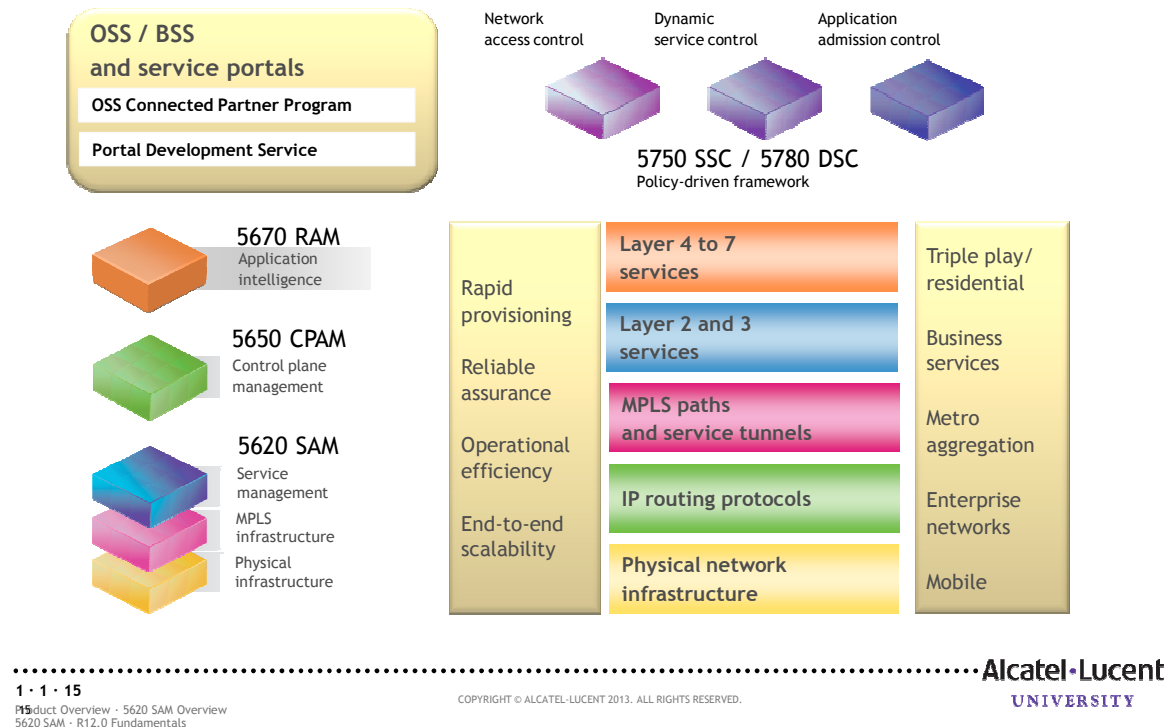 OSS / BSS
and service portals
OSS Connected Partner Program
Portal Development Service
Network
access control
Dynamic
service control
Application
admission control
5750 SSC / 5780 DSC
Policy-driven framework
5670 RAM
Application
intelligence
5650 CPAM
Control plane
management
5620 SAM
Service
management
MPLS
infrastructure
Physical
infrastructure
Rapid
provisioning
Reliable
assurance
Operational
efficiency
End-to-end
scalability
Layer 4 to 7
services
Layer 2 and 3
services
MPLS paths
and service tunnels
IP routing protocols
Physical network
infrastructure
Triple play/
residential
Business
services
Metro
aggregation
Enterprise
networks
Mobile
1 · 1 · 15
15
Overview · 5620 SAM Overview
5620 SAM · R12.0 Fundamentals
COPYRIGHT © ALCATEL-LUCENT 2013. ALL RIGHTS RESERVED.
Alcatel·Lucent
UNIVERSITY